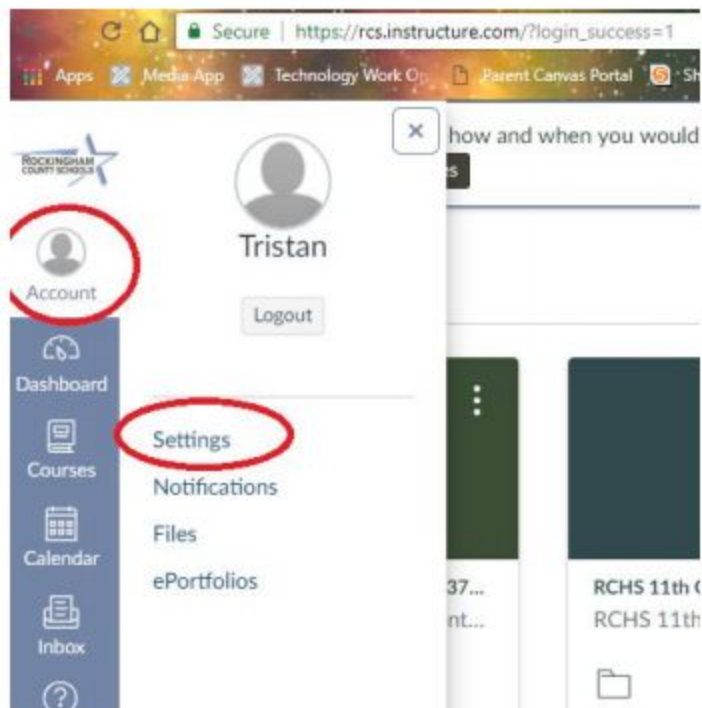 Secure | https://rcs.instructure.com/?login_success=1
Apps Media App Technology Work Parent Canvas Portal
how and when you would
ROCKINGHAM
COUNTY SCHOOLS
es
Tristan
Account
Logout
Dashboard
Settings
Courses
Notifications
Files
Calendar
ePortfolios
37...
RCHS 11th
nt...
RCHS 11th
Inbox
?